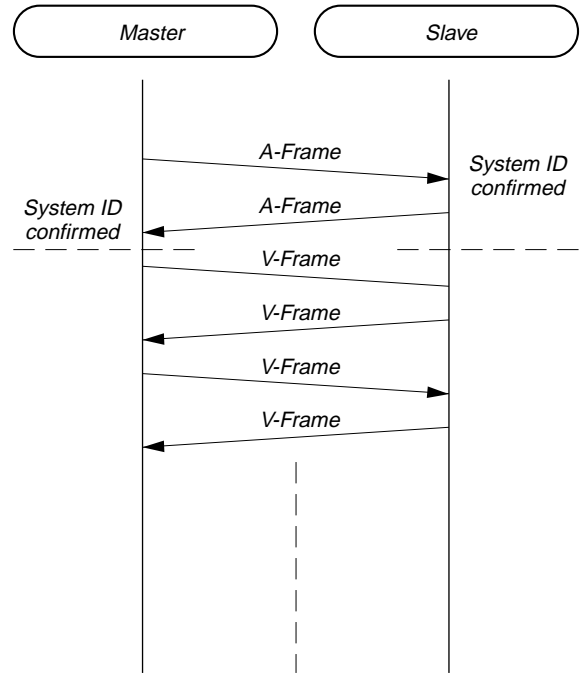 Master
Slave
A-Frame
System ID
confirmed
A-Frame
System ID
confirmed
V-Frame
V-Frame
V-Frame
V-Frame